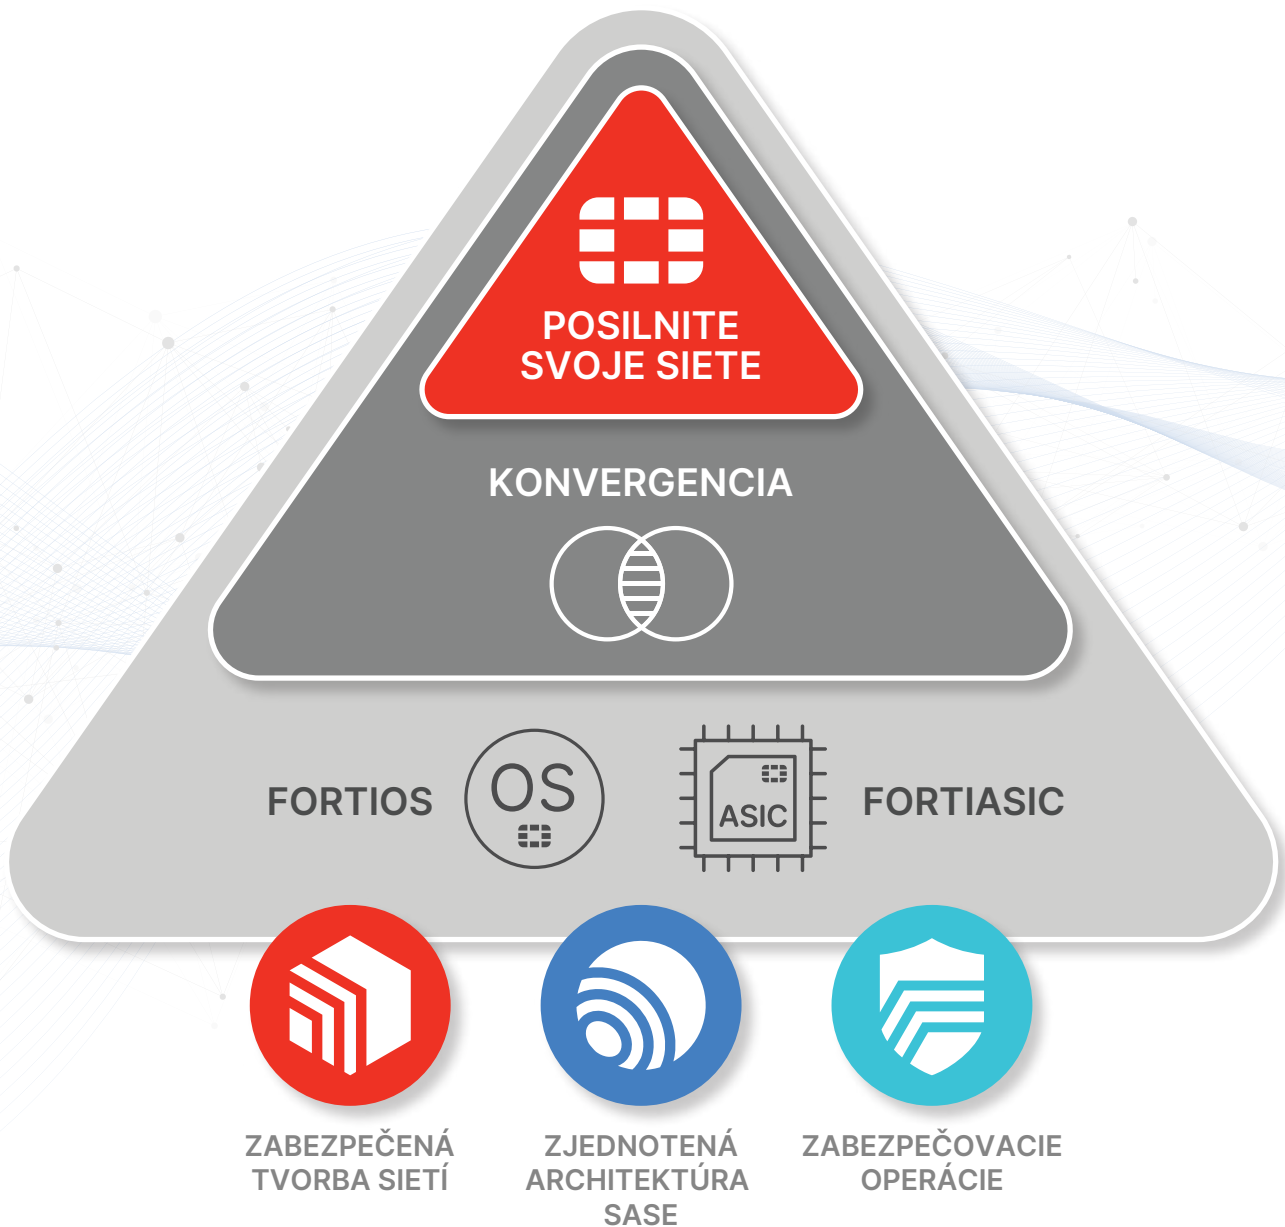 POSILNITE
SVOJE SIETE
KONVERGENCIA
FORTIOS
OS
ASIC
FORTIASIC
ZABEZPEČENÁ
TVORBA SIETÍ
ZJEDNOTENÁ
ARCHITEKTÚRA
SASE
ZABEZPEČOVACIE
OPERÁCIE